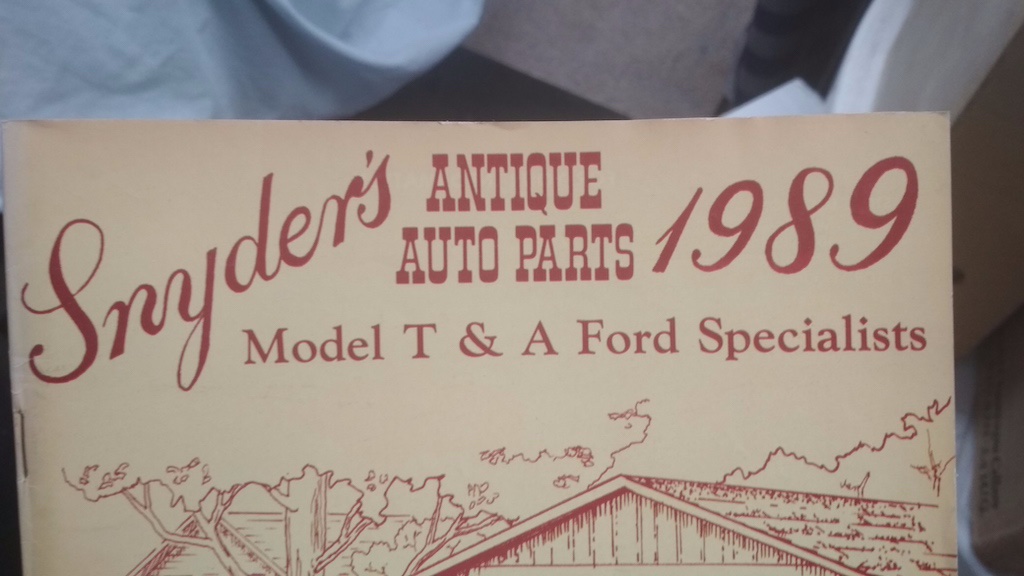 Snyder's ANTIQUE AUTO PARTS 1989
Model T & A Ford Specialists